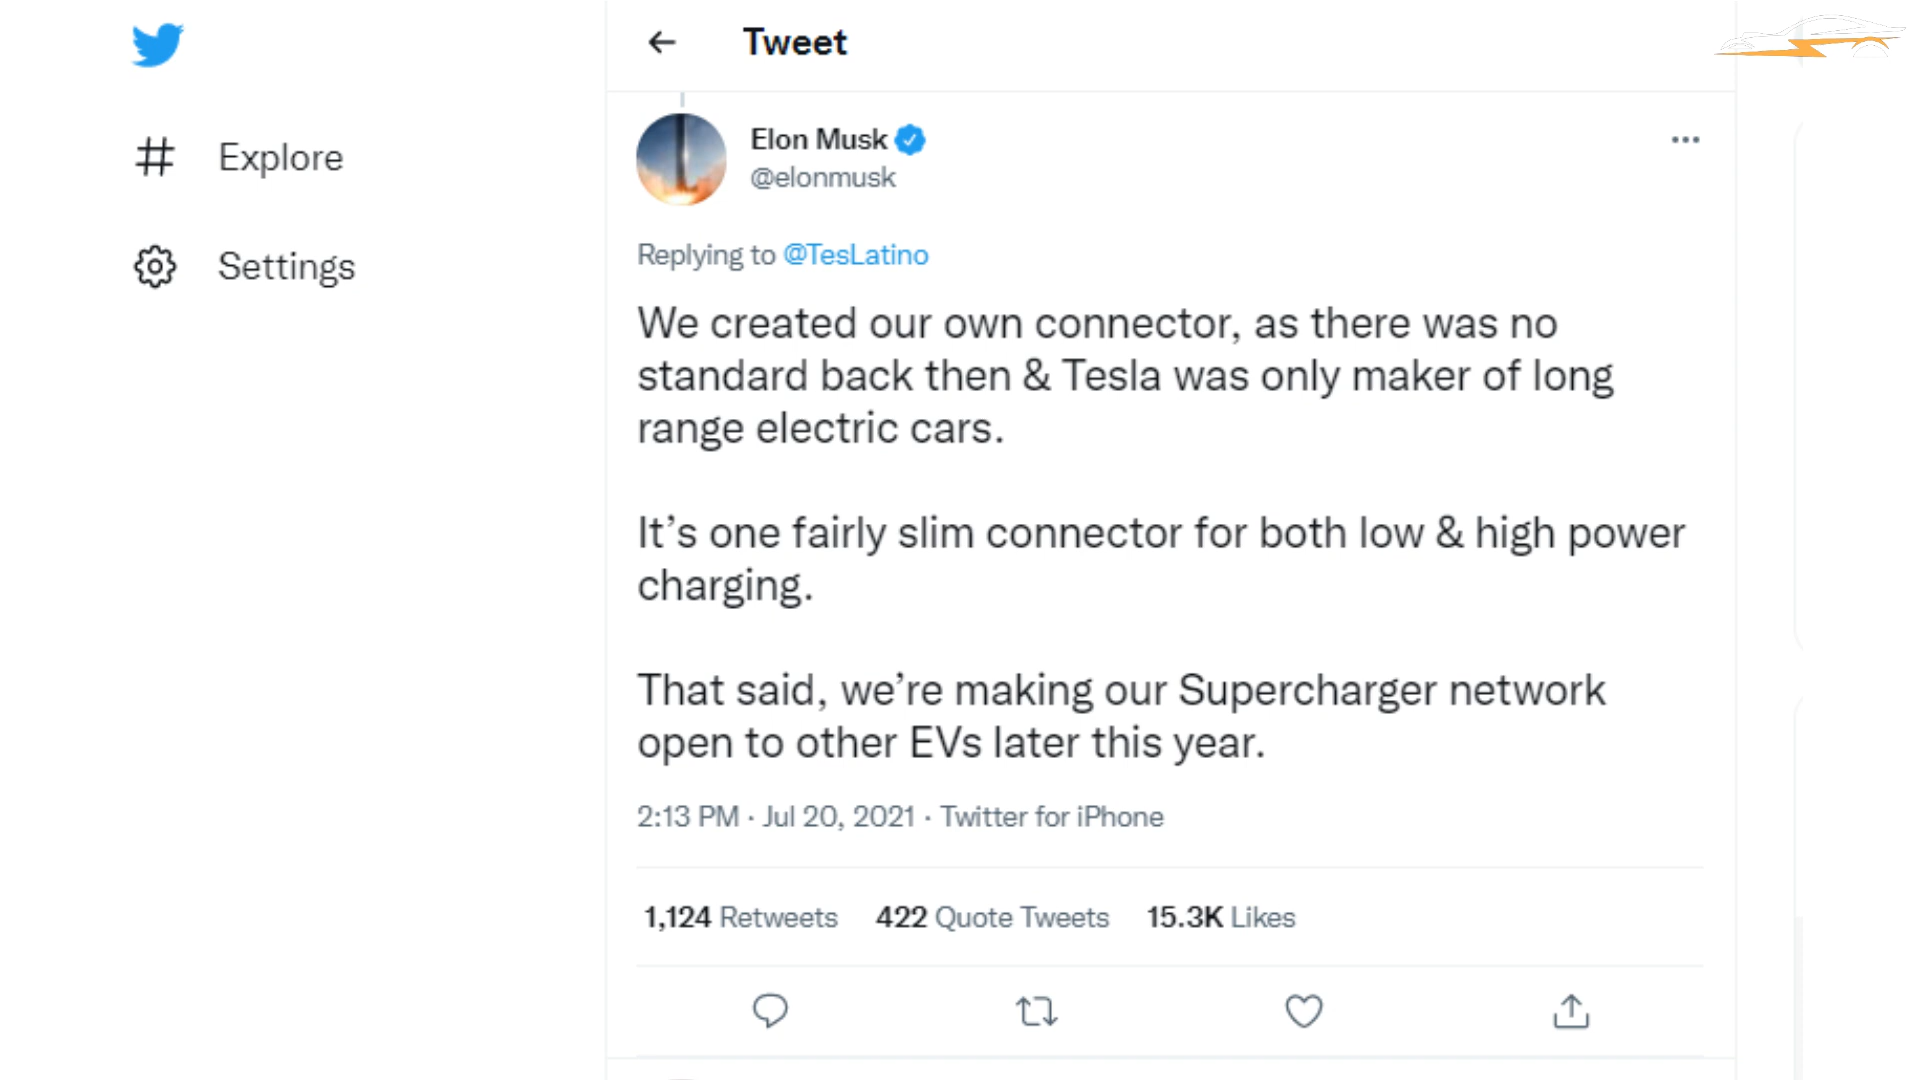 Tweet
Explore
Settings
Elon Musk
@elonmusk
Replying to @TesLatino
We created our own connector, as there was no
standard back then & Tesla was only maker of long
range electric cars.
It’s one fairly slim connector for both low & high power
charging.
That said, we’re making our Supercharger network
open to other EVs later this year.
2:13 PM · Jul 20, 2021 · Twitter for iPhone
1,124 Retweets 422 Quote Tweets 15.3K Likes